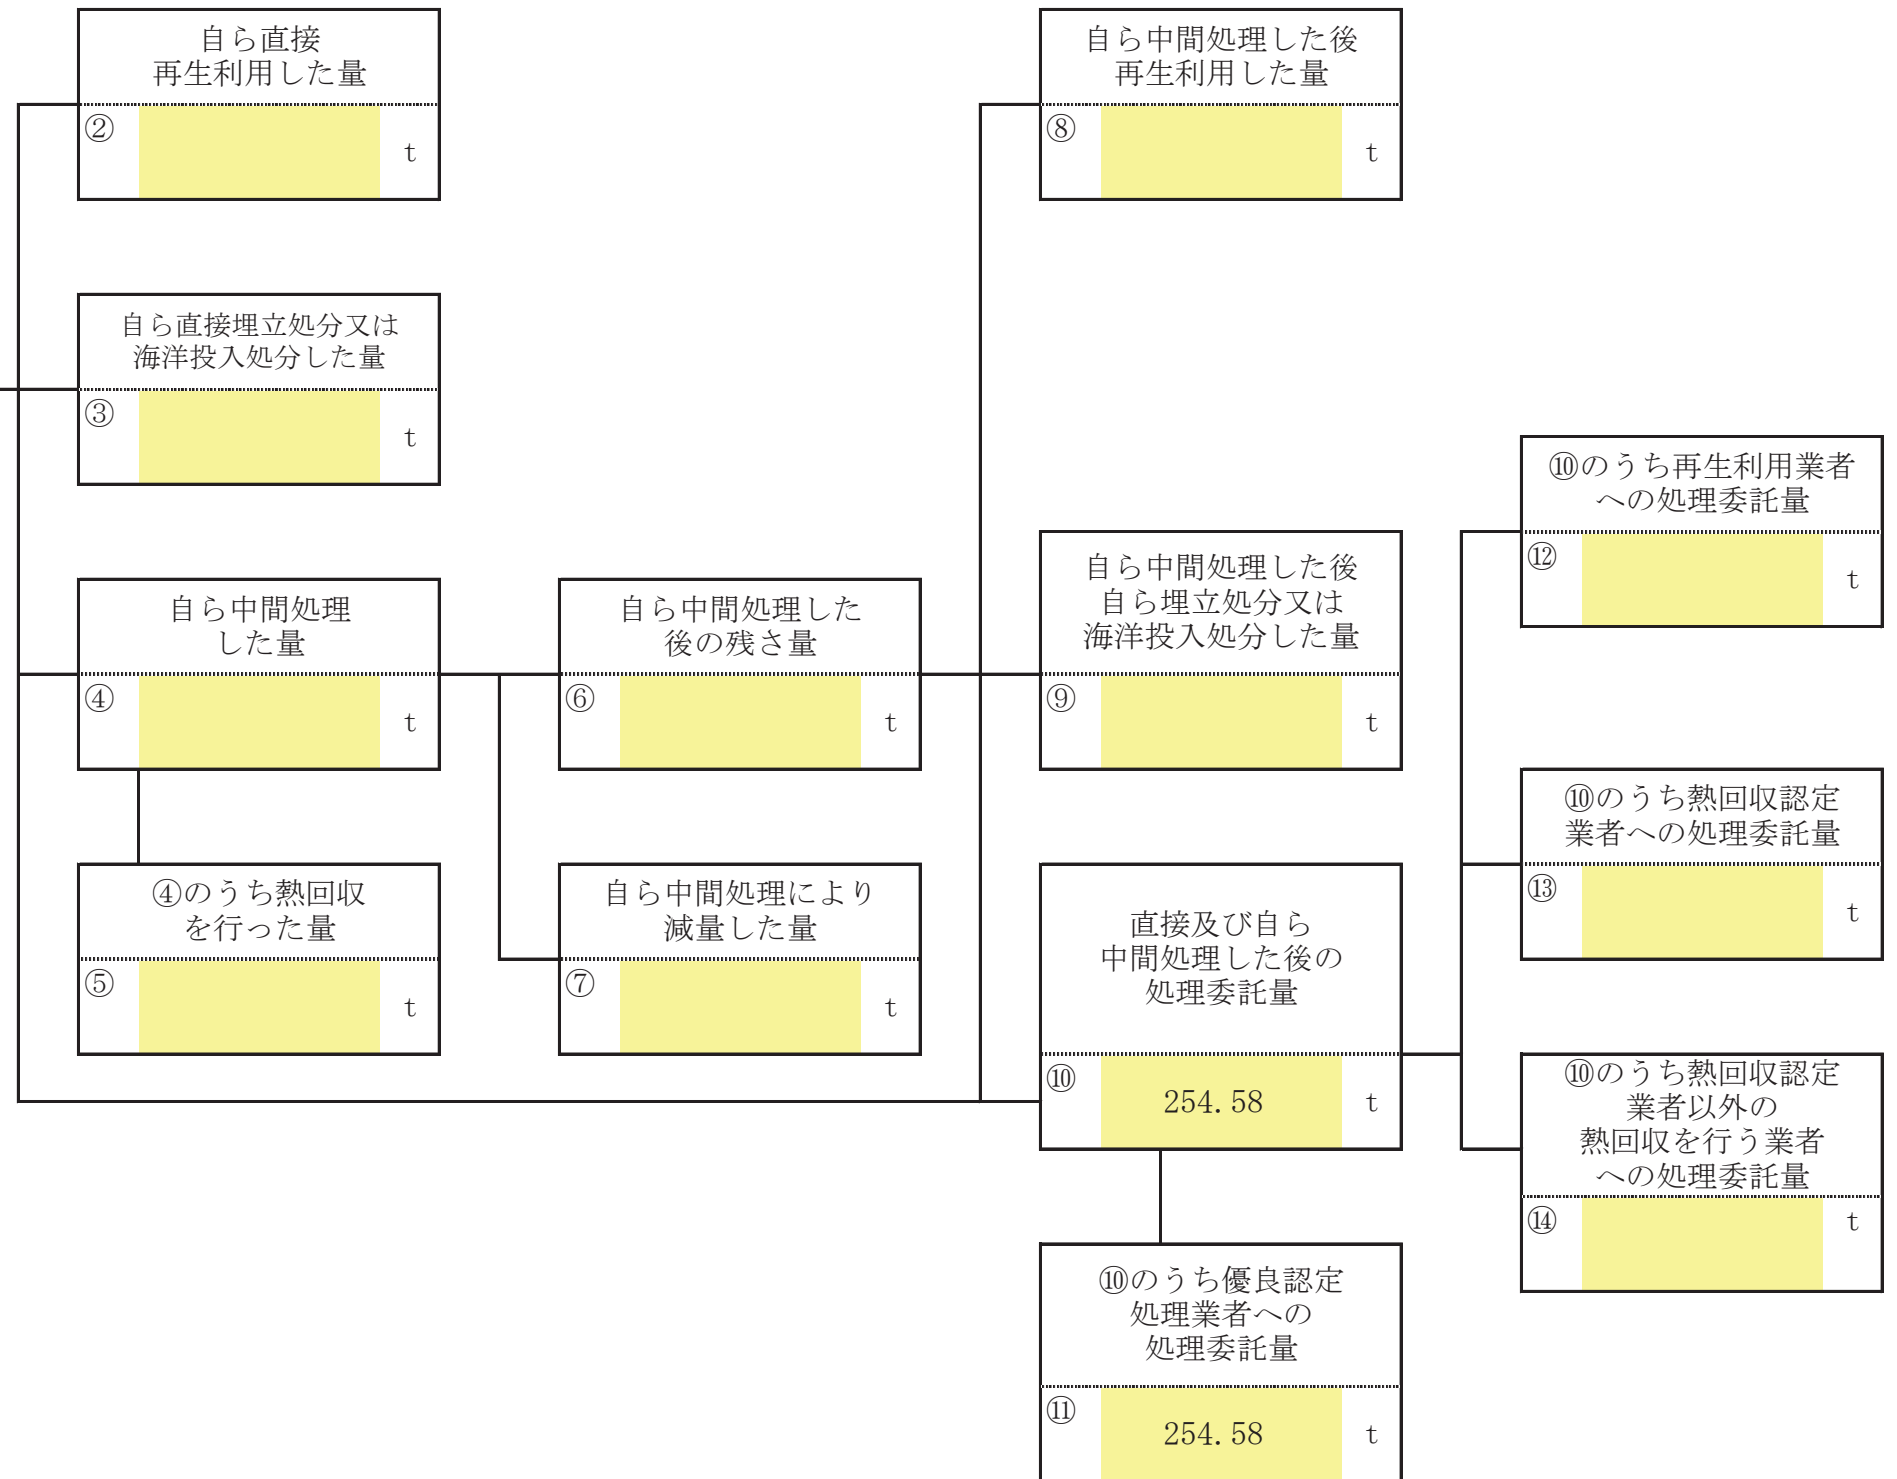 自ら直接
再生利用した量
②
t
自ら中間処理した後
再生利用した量
⑧
t
自ら直接埋立処分又は
海洋投入処分した量
③
t
⑩のうち再生利用業者
への処理委託量
⑫
t
自ら中間処理
した量
④
t
自ら中間処理した
後の残さ量
⑥
t
自ら中間処理した後
自ら埋立処分又は
海洋投入処分した量
⑨
t
⑩のうち熱回収認定
業者への処理委託量
⑬
t
④のうち熱回収
を行った量
⑤
t
自ら中間処理により
減量した量
⑦
t
直接及び自ら
中間処理した後の
処理委託量
⑩
254.58 t
⑩のうち熱回収認定
業者以外の
熱回収を行う業者
への処理委託量
⑭
t
⑩のうち優良認定
処理業者への
処理委託量
⑪
254.58 t